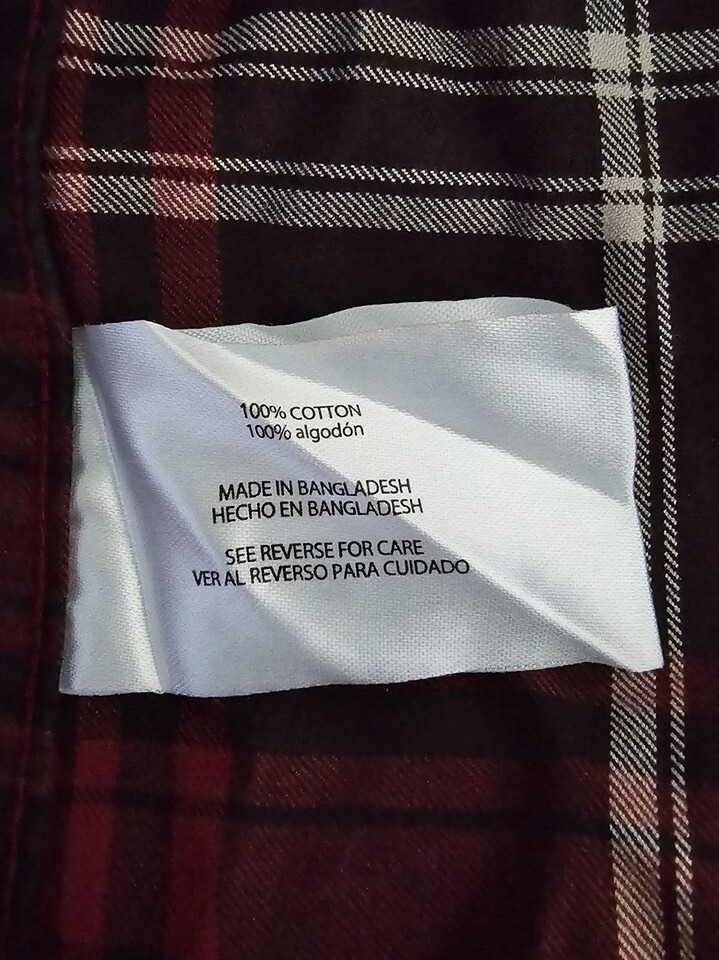 100% COTTON
100% algodón
MADE IN BANGLADESH
HECHO EN BANGLADESH
SEE REVERSE FOR CARE
VER AL REVERSO PARA CUIDADO